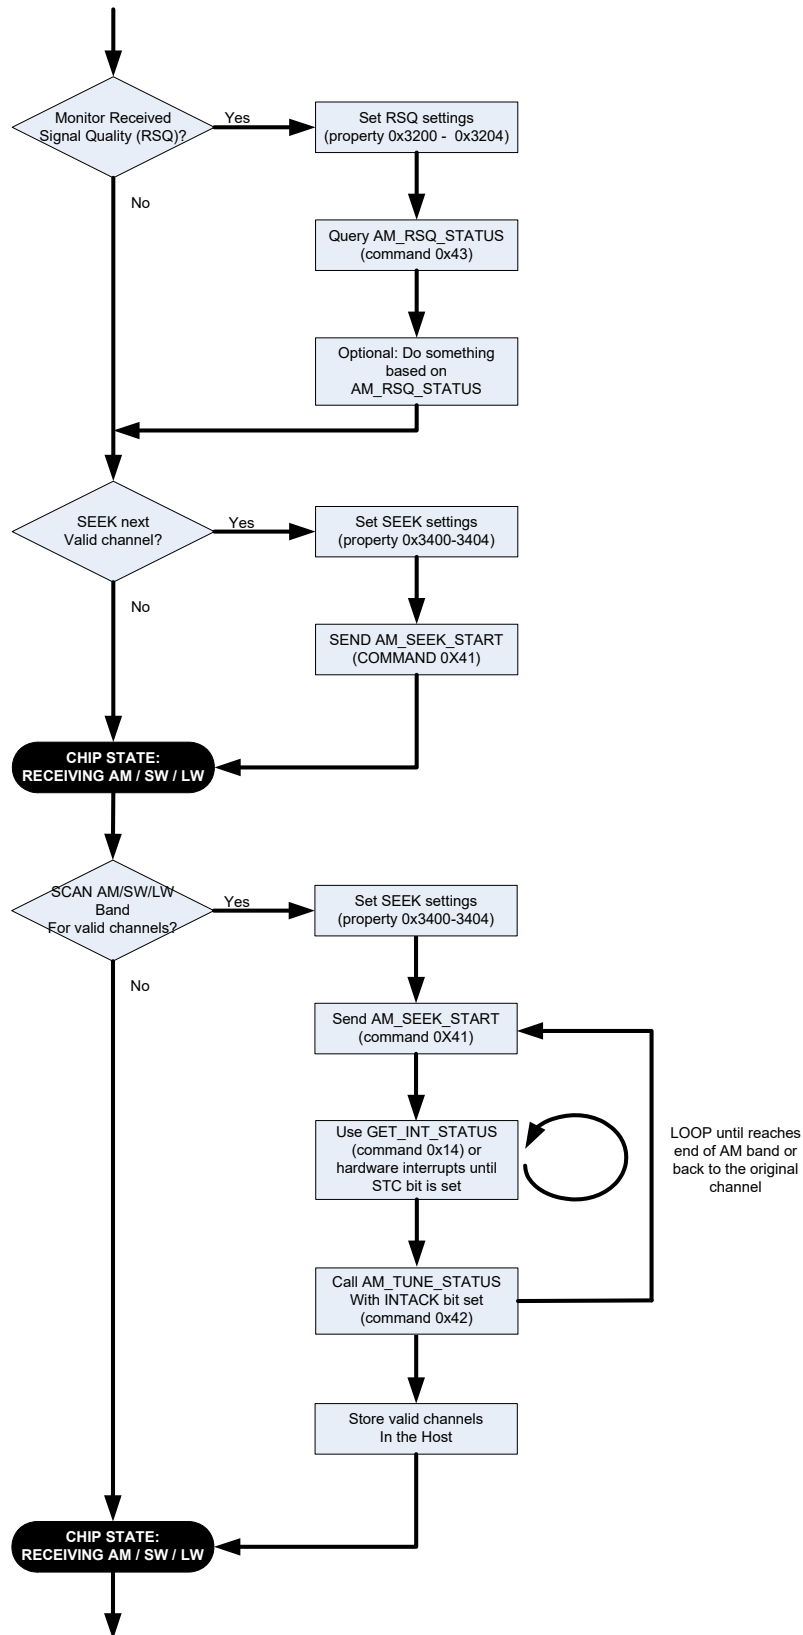 Monitor Received
Signal Quality (RSQ)?
Yes
Set RSQ settings
(property 0x3200 -  0x3204)
No
Query AM_RSQ_STATUS
(command 0x43)
Optional: Do something
based on
AM_RSQ_STATUS
SEEK next
Valid channel?
Yes
Set SEEK settings
(property 0x3400-3404)
No
SEND AM_SEEK_START
(COMMAND 0X41)
CHIP STATE:
RECEIVING AM / SW / LW
SCAN AM/SW/LW
Band
For valid channels?
Yes
Set SEEK settings
(property 0x3400-3404)
No
Send AM_SEEK_START
(command 0X41)
Use GET_INT_STATUS
(command 0x14) or
hardware interrupts until
STC bit is set
LOOP until reaches
end of AM band or
back to the original
channel
Call AM_TUNE_STATUS
With INTACK bit set
(command 0x42)
Store valid channels
In the Host
CHIP STATE:
RECEIVING AM / SW / LW